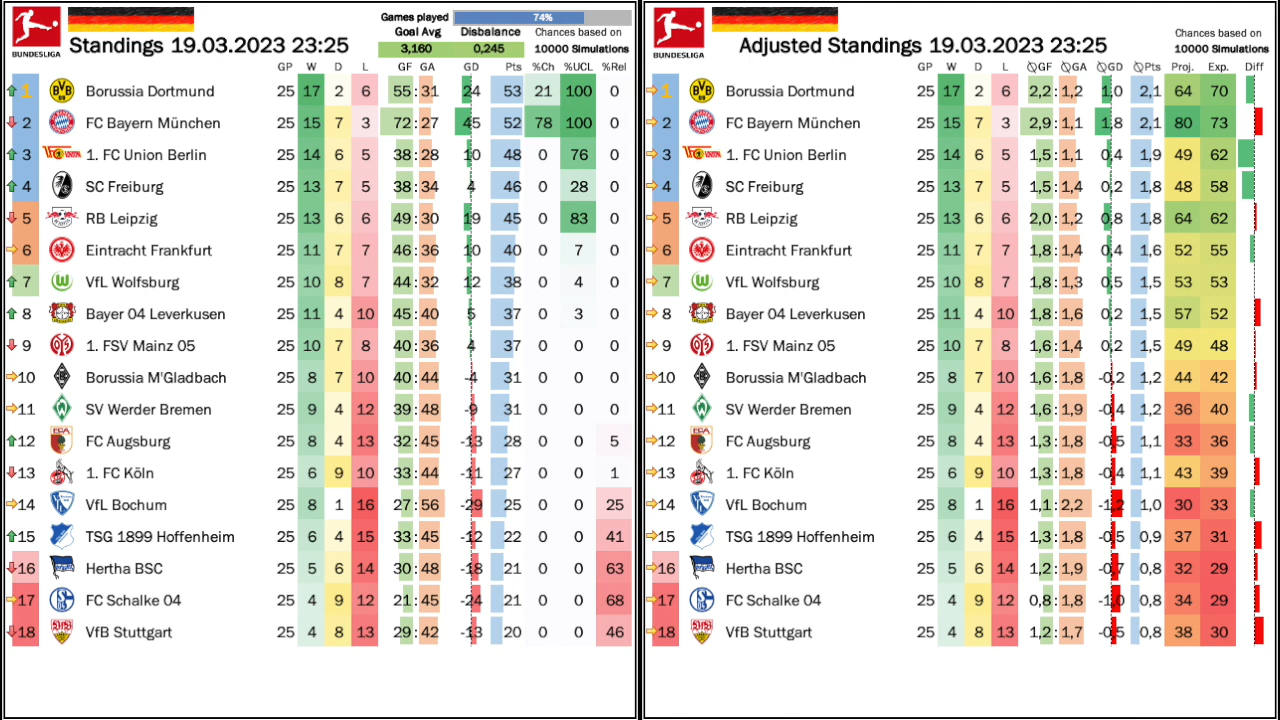 Games played 74%
BUNDESLIGA Standings 19.03.2023 23:25 Goal Avg Disbalance Chances based on
3,160 0,245 10000 Simulations
GP W D L GF GA GD Pts %Ch %UCL %Rel
1 Borussia Dortmund 25 17 2 6 55 : 31 24 53 21 100 0
2 FC Bayern München 25 15 7 3 72 : 27 45 52 78 100 0
3 1. FC Union Berlin 25 14 6 5 38 : 28 10 48 0 76 0
4 SC Freiburg 25 13 7 5 38 : 34 4 46 0 28 0
5 RB Leipzig 25 13 6 6 49 : 30 19 45 0 83 0
6 Eintracht Frankfurt 25 11 7 7 46 : 36 10 40 0 7 0
7 VfL Wolfsburg 25 10 8 7 44 : 32 12 38 0 4 0
8 Bayer 04 Leverkusen 25 11 4 10 45 : 40 5 37 0 3 0
9 1. FSV Mainz 05 25 10 7 8 40 : 36 4 37 0 0 0
10 Borussia M'Gladbach 25 8 7 10 40 : 44 -4 31 0 0 0
11 SV Werder Bremen 25 9 4 12 39 : 48 -9 31 0 0 0
12 FC Augsburg 25 8 4 13 32 : 45 -13 28 0 0 5
13 1. FC Köln 25 6 9 10 33 : 44 -11 27 0 0 1
14 VfL Bochum 25 8 1 16 27 : 56 -29 25 0 0 25
15 TSG 1899 Hoffenheim 25 6 4 15 33 : 45 -12 22 0 0 41
16 Hertha BSC 25 5 6 14 30 : 48 -18 21 0 0 63
17 FC Schalke 04 25 4 9 12 21 : 45 -24 21 0 0 68
18 VfB Stuttgart 25 4 8 13 29 : 42 -13 20 0 0 46
BUNDESLIGA Adjusted Standings 19.03.2023 23:25 Chances based on
10000 Simulations
GP W D L ∅GF ∅GA ∅GD ∅Pts Proj. Exp. Diff
1 Borussia Dortmund 25 17 2 6 2,2 : 1,2 1,0 2,1 64 70
2 FC Bayern München 25 15 7 3 2,9 : 1,1 1,8 2,1 80 73
3 1. FC Union Berlin 25 14 6 5 1,5 : 1,1 0,4 1,9 49 62
4 SC Freiburg 25 13 7 5 1,5 : 1,4 0,2 1,8 48 58
5 RB Leipzig 25 13 6 6 2,0 : 1,2 0,8 1,8 64 62
6 Eintracht Frankfurt 25 11 7 7 1,8 : 1,4 0,4 1,6 52 55
7 VfL Wolfsburg 25 10 8 7 1,8 : 1,3 0,5 1,5 53 53
8 Bayer 04 Leverkusen 25 11 4 10 1,8 : 1,6 0,2 1,5 57 52
9 1. FSV Mainz 05 25 10 7 8 1,6 : 1,4 0,2 1,5 49 48
10 Borussia M'Gladbach 25 8 7 10 1,6 : 1,8 -0,2 1,2 44 42
11 SV Werder Bremen 25 9 4 12 1,6 : 1,9 -0,4 1,2 36 40
12 FC Augsburg 25 8 4 13 1,3 : 1,8 -0,5 1,1 33 36
13 1. FC Köln 25 6 9 10 1,3 : 1,8 -0,4 1,1 43 39
14 VfL Bochum 25 8 1 16 1,1 : 2,2 -1,2 1,0 30 33
15 TSG 1899 Hoffenheim 25 6 4 15 1,3 : 1,8 -0,5 0,9 37 31
16 Hertha BSC 25 5 6 14 1,2 : 1,9 -0,7 0,8 32 29
17 FC Schalke 04 25 4 9 12 0,8 : 1,8 -1,0 0,8 34 29
18 VfB Stuttgart 25 4 8 13 1,2 : 1,7 -0,5 0,8 38 30